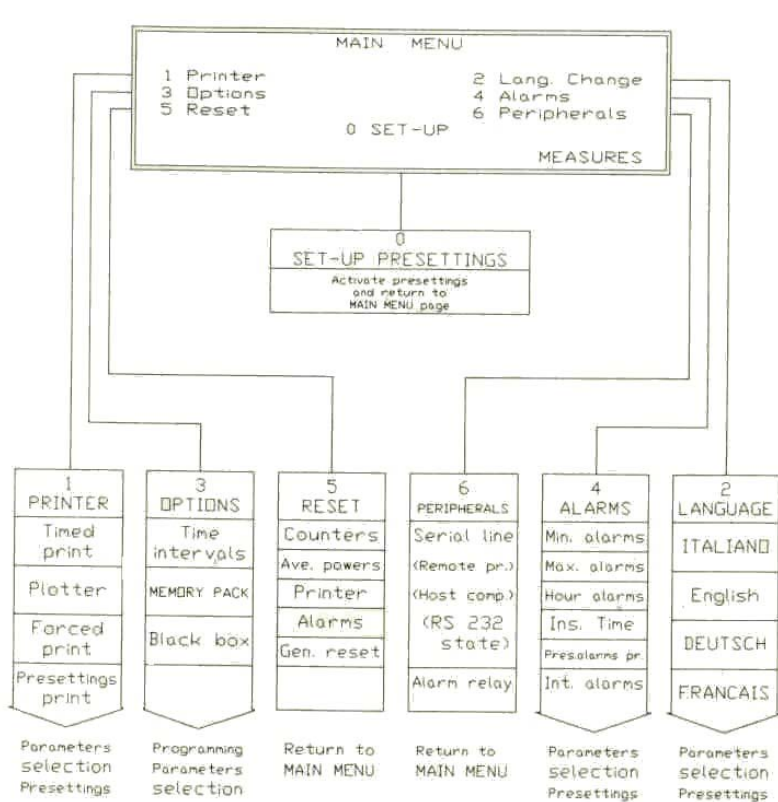 MAIN MENU
1 Printer
2 Lang. Change
3 Options
4 Alarms
5 Reset
6 Peripherals
0 SET-UP
MEASURES
0
SET-UP PRESETTINGS
Activate presettings
and return to
MAIN MENU page
1
PRINTER
Timed
print
Plotter
Forced
print
Presettings
print
Parameters
selection
Presettings
3
OPTIONS
Time
intervals
MEMORY PACK
Black box
Programming
Parameters
selection
5
RESET
Counters
Ave. powers
Printer
Alarms
Gen. reset
Return to
MAIN MENU
6
PERIPHERALS
Serial line
(Remote pr.)
(Host comp.)
(RS 232
state)
Alarm relay
Return to
MAIN MENU
4
ALARMS
Min. alarms
Max. alarms
Hour alarms
Ins. Time
Pres.alarms pr.
Int. alarms
Parameters
selection
Presettings
2
LANGUAGE
ITALIANO
English
DEUTSCH
FRANCAIS
Parameters
selection
Presettings